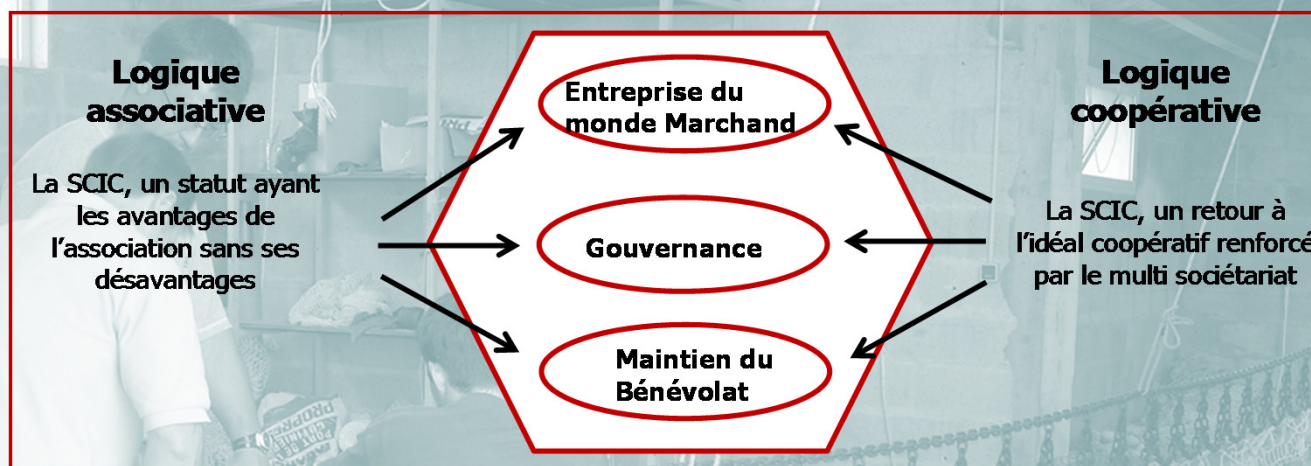 Logique
associative
La SCIC, un statut ayant
les avantages de
l'association sans ses
désavantages
Entreprise du
monde Marchand
Gouvernance
Maintien du
Bénévolat
Logique
coopérative
La SCIC, un retour à
l'idéal coopératif renforcé
par le multi sociétariat